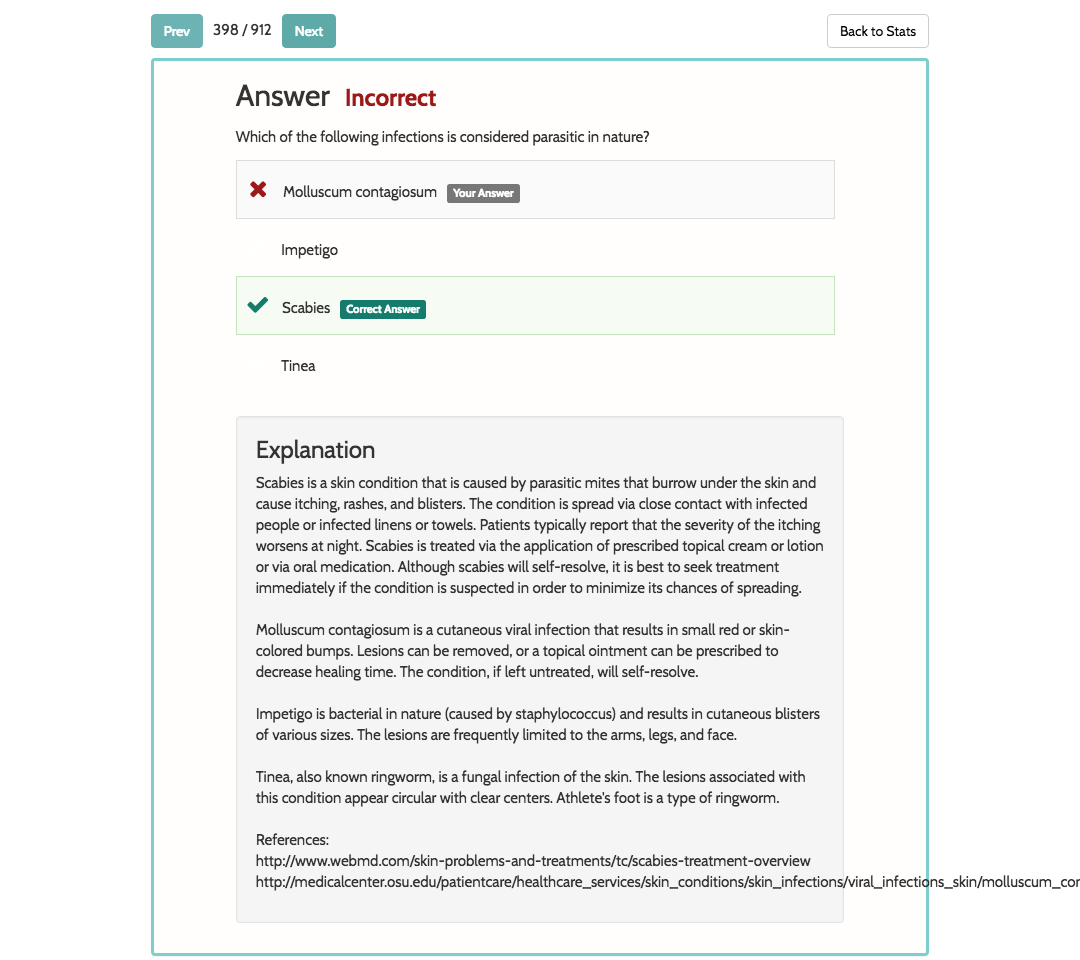 Prev 398 / 912 Next Back to Stats
Answer Incorrect
Which of the following infections is considered parasitic in nature?
Molluscum contagiosum Your Answer
Impetigo
Scabies Correct Answer
Tinea
Explanation
Scabies is a skin condition that is caused by parasitic mites that burrow under the skin and
cause itching, rashes, and blisters. The condition is spread via close contact with infected
people or infected linens or towels. Patients typically report that the severity of the itching
worsens at night. Scabies is treated via the application of prescribed topical cream or lotion
or via oral medication. Although scabies will self-resolve, it is best to seek treatment
immediately if the condition is suspected in order to minimize its chances of spreading.
Molluscum contagiosum is a cutaneous viral infection that results in small red or skin-
colored bumps. Lesions can be removed, or a topical ointment can be prescribed to
decrease healing time. The condition, if left untreated, will self-resolve.
Impetigo is bacterial in nature (caused by staphylococcus) and results in cutaneous blisters
of various sizes. The lesions are frequently limited to the arms, legs, and face.
Tinea, also known ringworm, is a fungal infection of the skin. The lesions associated with
this condition appear circular with clear centers. Athlete's foot is a type of ringworm.
References:
http://www.webmd.com/skin-problems-and-treatments/tc/scabies-treatment-overview
http://medicalcenter.osu.edu/patientcare/healthcare_services/skin_conditions/skin_infections/viral_infections_skin/molluscum_cor